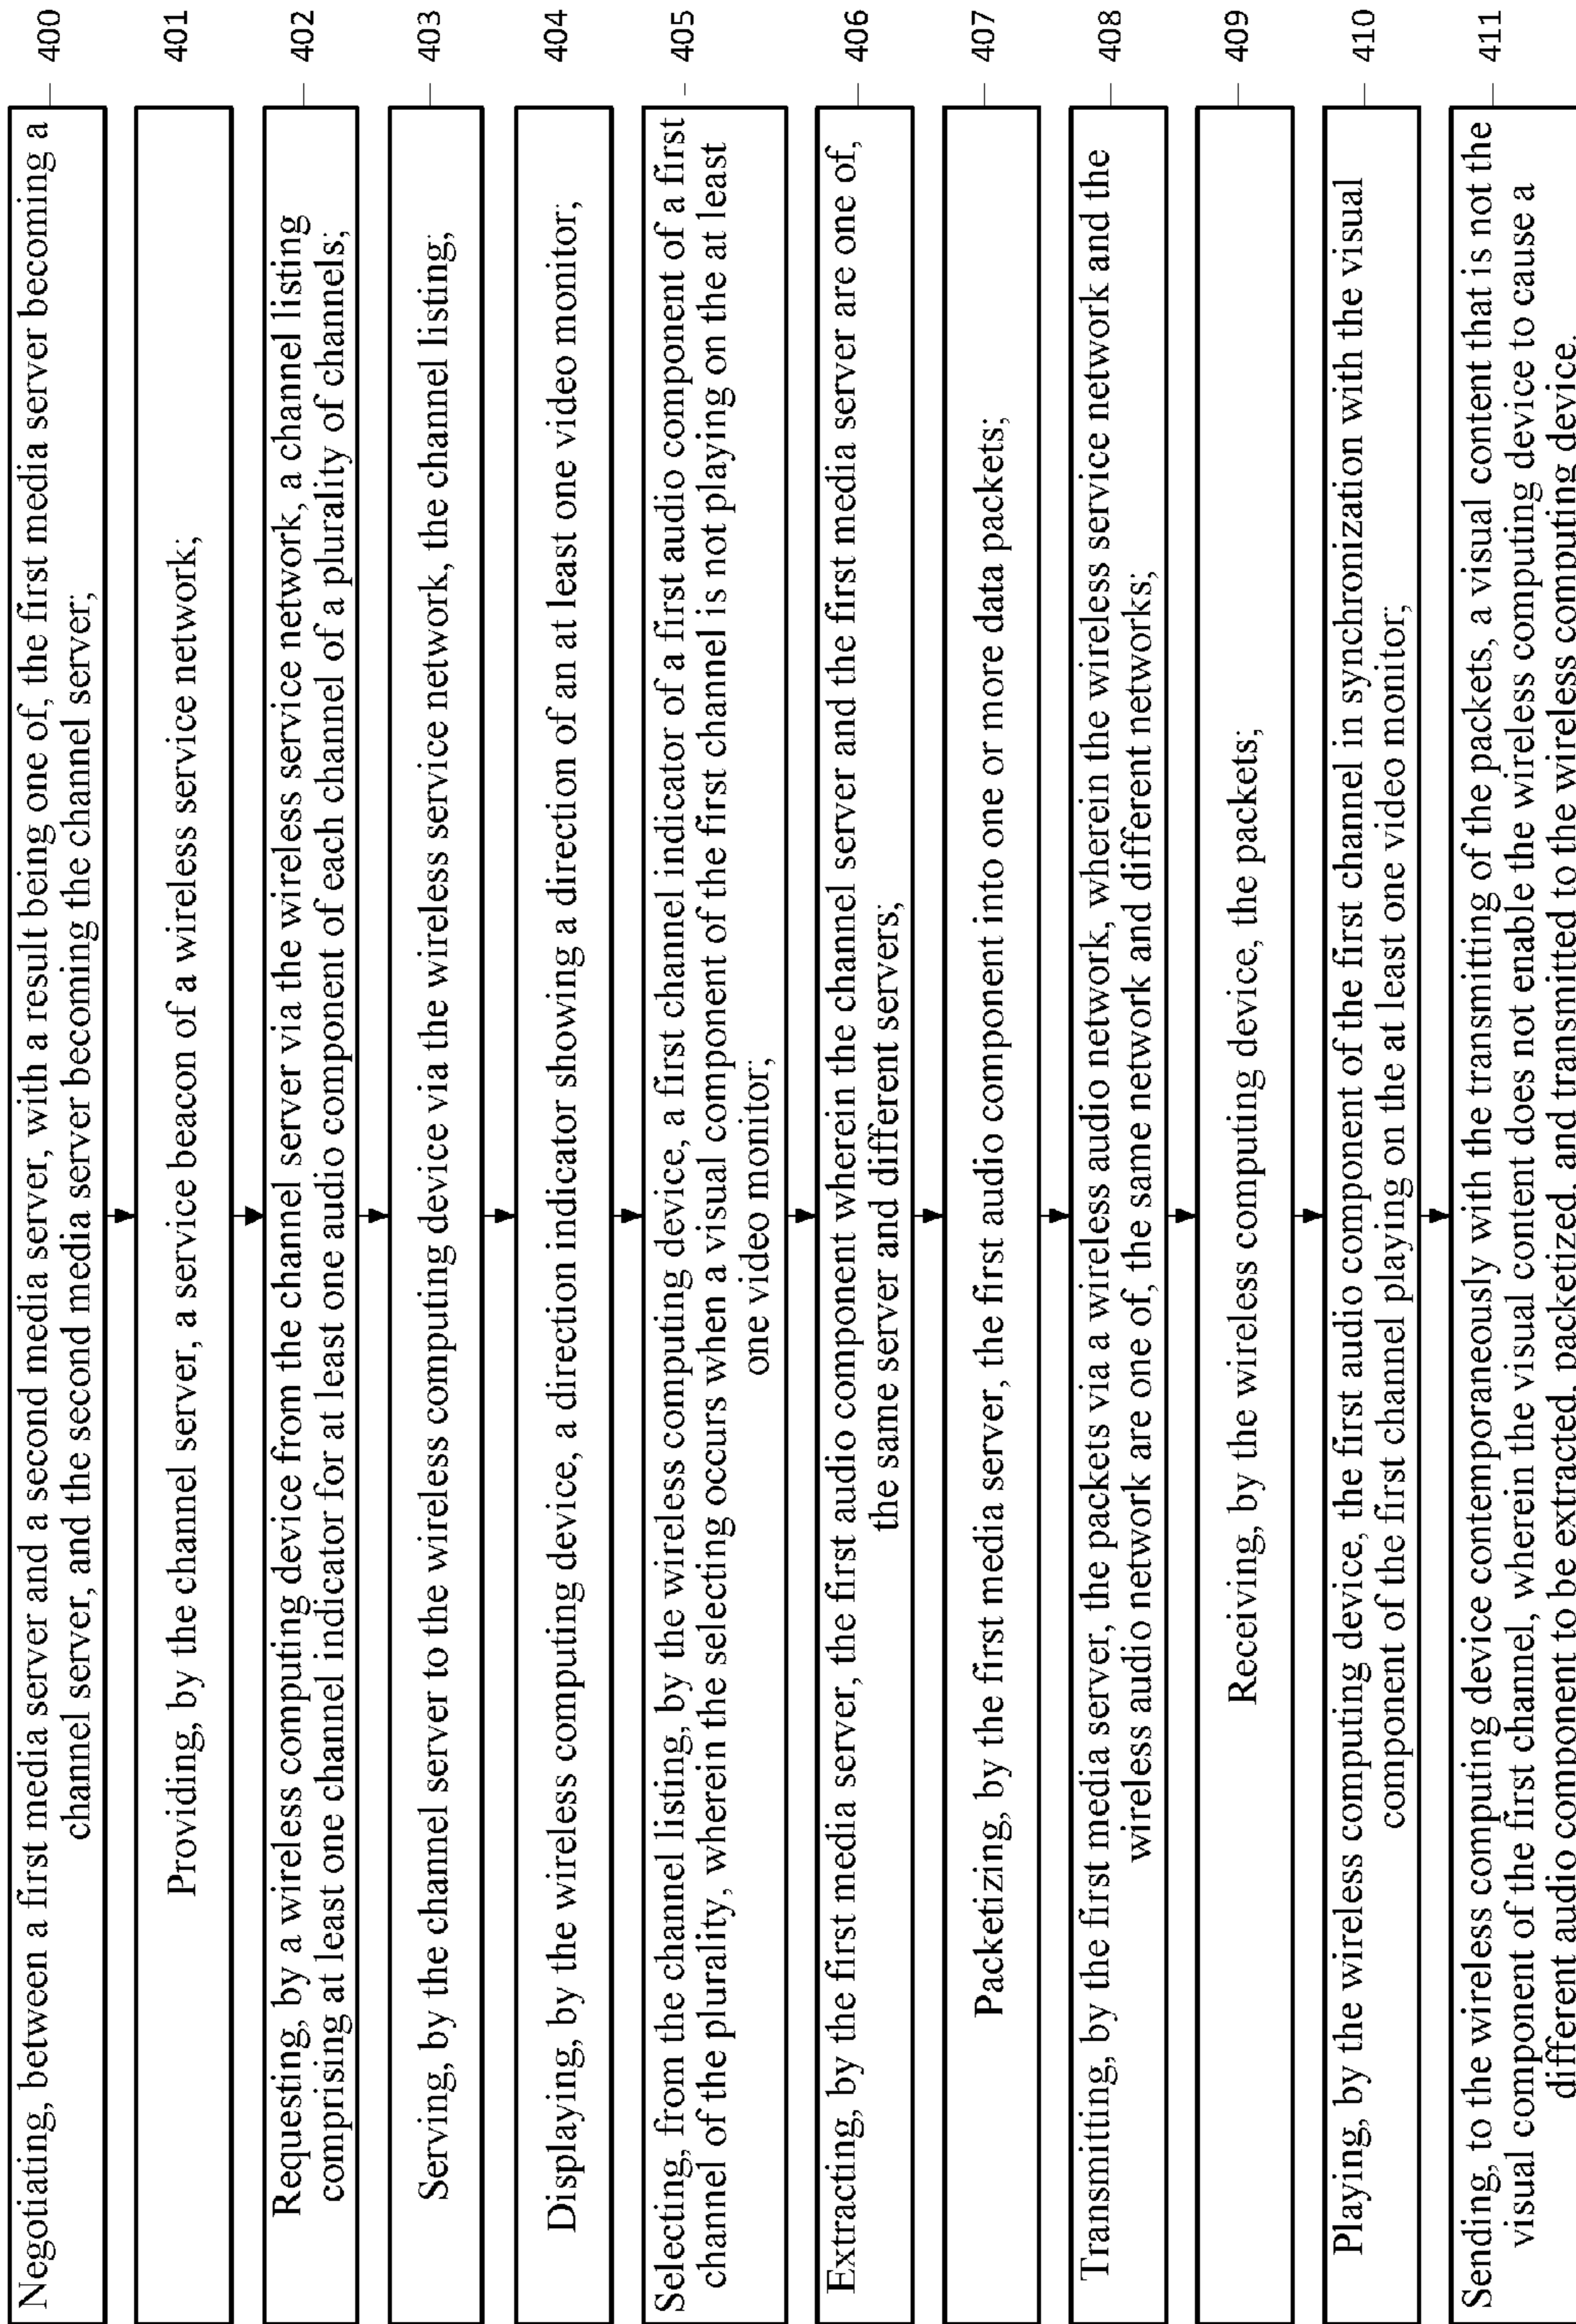 Negotiating, between a first media server and a second media server, with a result being one of, the first media server becoming a
channel server, and the second media server becoming the channel server;
400
Providing, by the channel server, a service beacon of a wireless service network;
401
Requesting, by a wireless computing device from the channel server via the wireless service network, a channel listing
comprising at least one channel indicator for at least one audio component of each channel of a plurality of channels;
402
Serving, by the channel server to the wireless computing device via the wireless service network, the channel listing;
403
Displaying, by the wireless computing device, a direction indicator showing a direction of an at least one video monitor;
404
Selecting, from the channel listing, by the wireless computing device, a first channel indicator of a first audio component of a first
channel of the plurality, wherein the selecting occurs when a visual component of the first channel is not playing on the at least
one video monitor;
405
Extracting, by the first media server, the first audio component wherein the channel server and the first media server are one of,
the same server and different servers;
406
Packetizing, by the first media server, the first audio component into one or more data packets;
407
Transmitting, by the first media server, the packets via a wireless audio network, wherein the wireless service network and the
wireless audio network are one of, the same network and different networks;
408
Receiving, by the wireless computing device, the packets;
409
Playing, by the wireless computing device, the first audio component of the first channel in synchronization with the visual
component of the first channel playing on the at least one video monitor;
410
Sending, to the wireless computing device contemporaneously with the transmitting of the packets, a visual content that is not the
visual component of the first channel, wherein the visual content does not enable the wireless computing device to cause a
different audio component to be extracted, packetized, and transmitted to the wireless computing device.
411